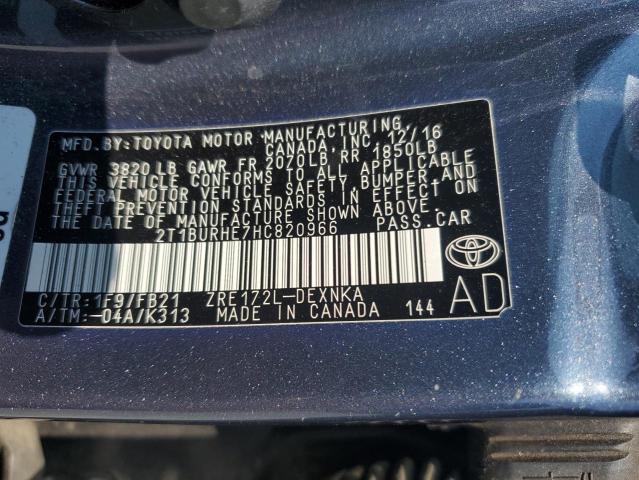 MFD. BY: TOYOTA MOTOR MANUFACTURING,
CANADA, INC. 12/16
GVWR 3820 LB GAWR FR 2070LB RR 1850LB
THIS VEHICLE CONFORMS TO ALL APPLICABLE
FEDERAL MOTOR VEHICLE SAFETY, BUMPER, AND
THEFT PREVENTION STANDARDS IN EFFECT ON
THE DATE OF MANUFACTURE SHOWN ABOVE
2T1BURHE7HC820966 PASS.CAR
C/TR:1F9/FB21 ZRE172L-DEXNKA
A/TM:-04A/K313 MADE IN CANADA 144
AD